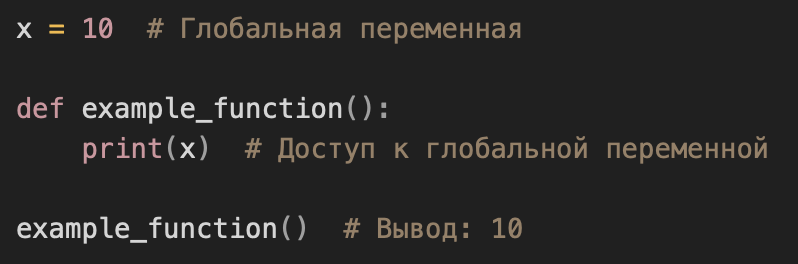 x = 10  # Глобальная переменная
def example_function():
    print(x)  # Доступ к глобальной переменной
example_function()  # Вывод: 10